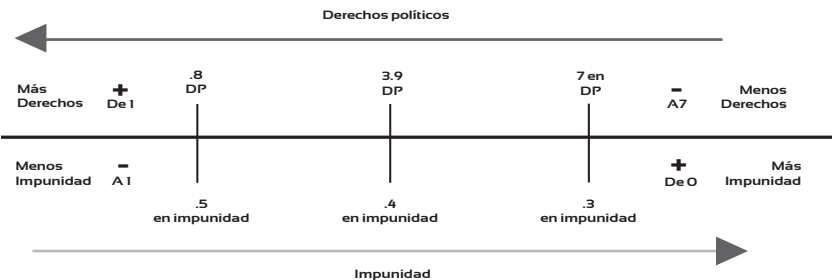 Derechos políticos
Más
Derechos
+
De 1
.8
DP
3.9
DP
7 en
DP
-
A7
Menos
Derechos
Menos
Impunidad
-
A 1
.5
en impunidad
.4
en impunidad
.3
en impunidad
+
De 0
Más
Impunidad
Impunidad